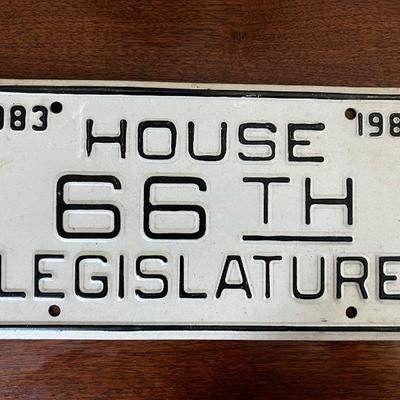 983 HOUSE 198
66 TH
LEGISLATURE